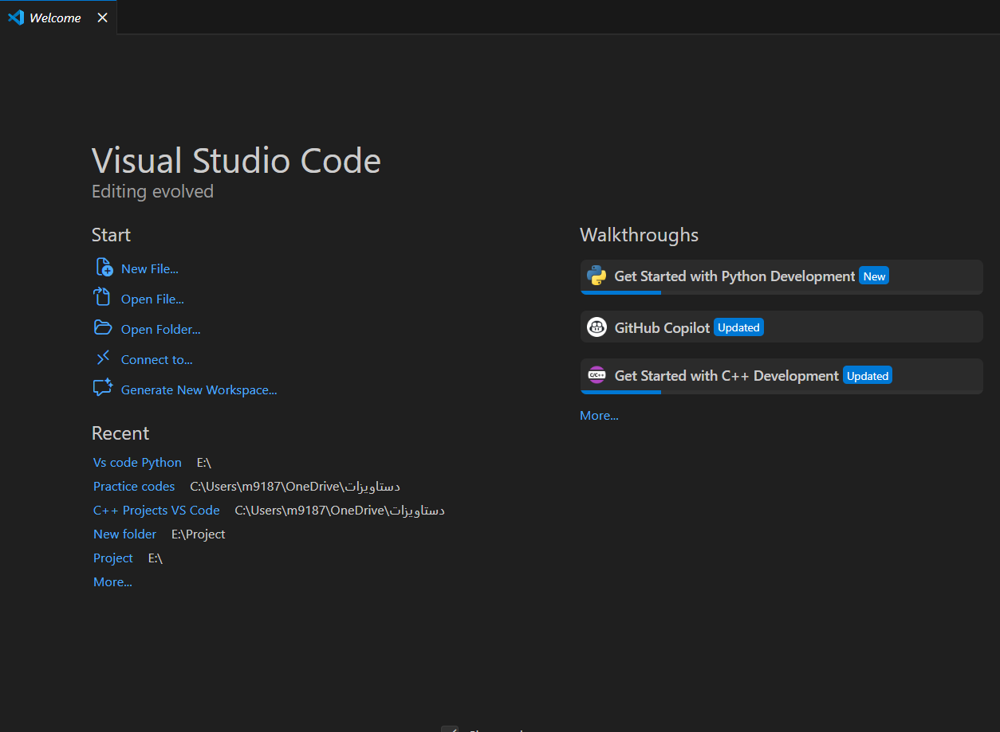 Welcome
Visual Studio Code
Editing evolved
Start
New File...
Open File...
Open Folder...
Connect to...
Generate New Workspace...
Recent
Vs code Python E:\
Practice codes C:\Users\m9187\OneDrive\دستاویزات
C++ Projects VS Code C:\Users\m9187\OneDrive\دستاویزات
New folder E:\Project
Project E:\
More...
Walkthroughs
Get Started with Python Development New
GitHub Copilot Updated
C/C++ Get Started with C++ Development Updated
More...